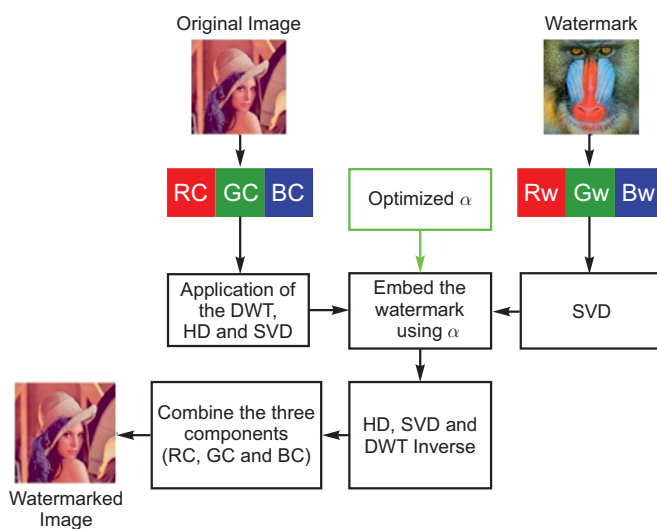 Original Image
Watermark
RC GC BC
Optimized α
Rw Gw Bw
Application of
the DWT,
HD and SVD
Embed the
watermark
using α
SVD
Combine the three
components
(RC, GC and BC)
HD, SVD and
DWT Inverse
Watermarked
Image